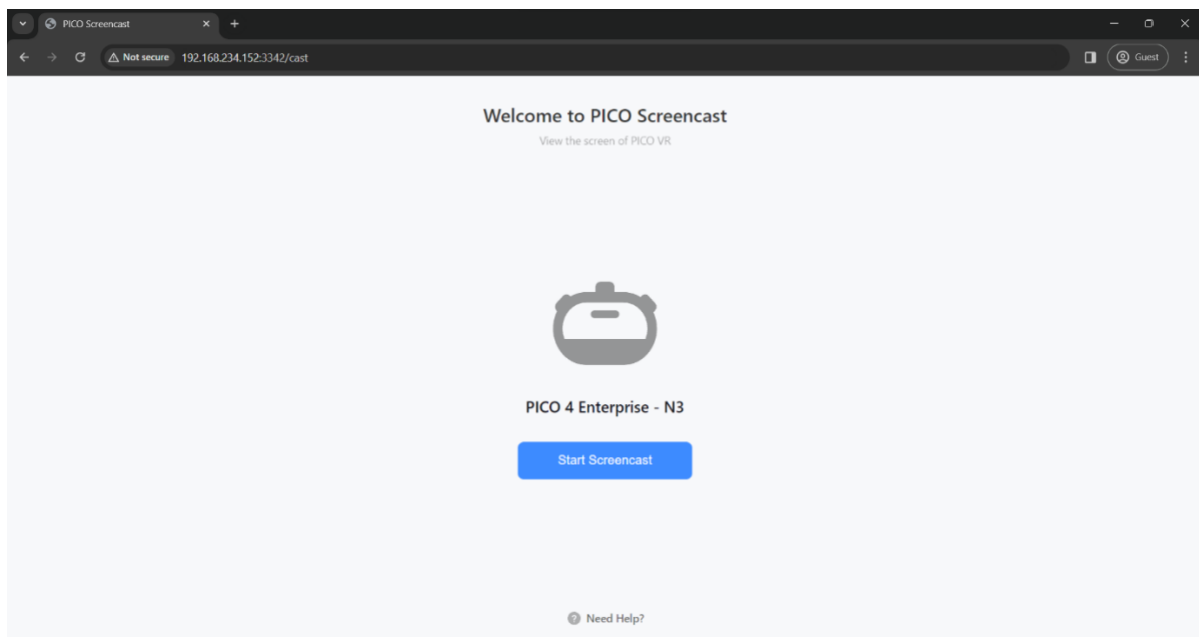 PICO Screencast
Not secure 192.168.234.152:3342/cast
Guest
Welcome to PICO Screencast
View the screen of PICO VR
PICO 4 Enterprise - N3
Start Screencast
Need Help?